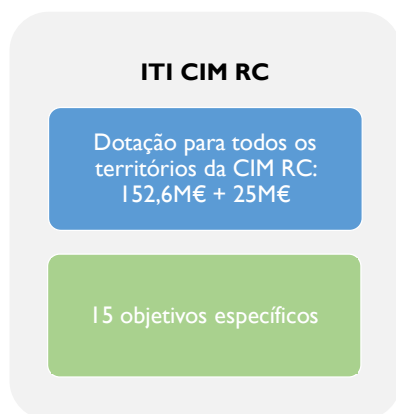 ITI CIM RC
Dotação para todos os
territórios da CIM RC:
152,6M€ + 25M€
15 objetivos específicos